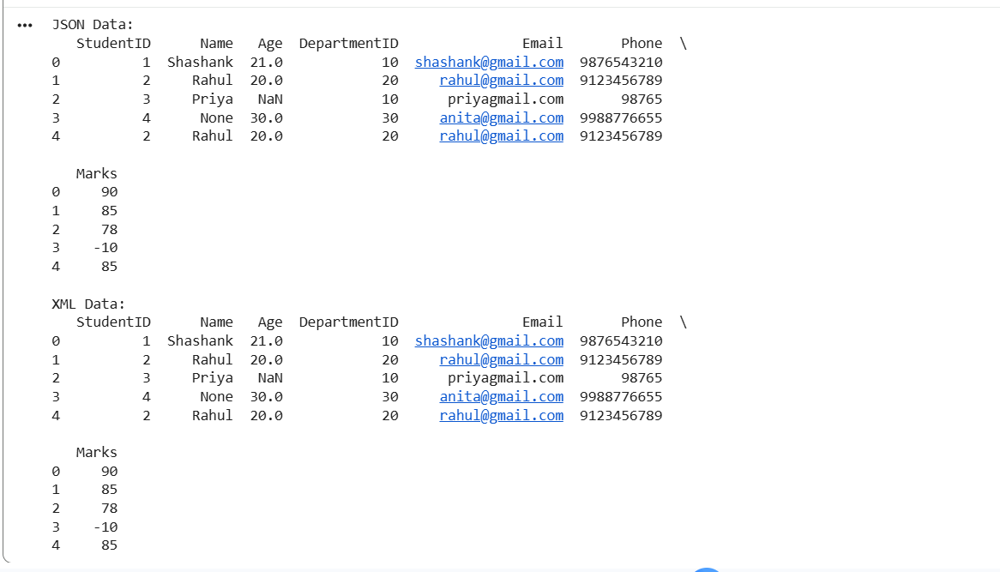 JSON Data:
StudentID Name Age DepartmentID Email Phone \
0 1 Shashank 21.0 10 shashank@gmail.com 9876543210
1 2 Rahul 20.0 20 rahul@gmail.com 9123456789
2 3 Priya NaN 10 priyagmail.com 98765
3 4 None 30.0 30 anita@gmail.com 9988776655
4 2 Rahul 20.0 20 rahul@gmail.com 9123456789
Marks
0 90
1 85
2 78
3 -10
4 85
XML Data:
StudentID Name Age DepartmentID Email Phone \
0 1 Shashank 21.0 10 shashank@gmail.com 9876543210
1 2 Rahul 20.0 20 rahul@gmail.com 9123456789
2 3 Priya NaN 10 priyagmail.com 98765
3 4 None 30.0 30 anita@gmail.com 9988776655
4 2 Rahul 20.0 20 rahul@gmail.com 9123456789
Marks
0 90
1 85
2 78
3 -10
4 85